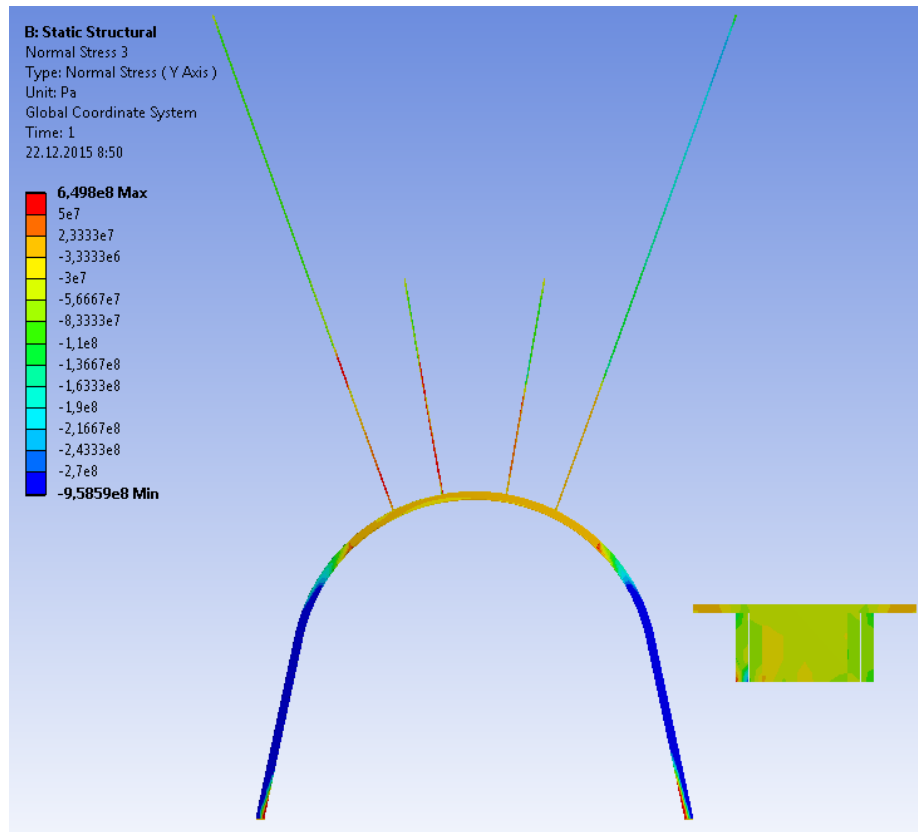 B: Static Structural
Normal Stress 3
Type: Normal Stress ( Y Axis )
Unit: Pa
Global Coordinate System
Time: 1
22.12.2015 8:50
6,498e8 Max
5e7
2,3333e7
-3,3333e6
-3e7
-5,6667e7
-8,3333e7
-1,1e8
-1,3667e8
-1,6333e8
-1,9e8
-2,1667e8
-2,4333e8
-2,7e8
-9,5859e8 Min